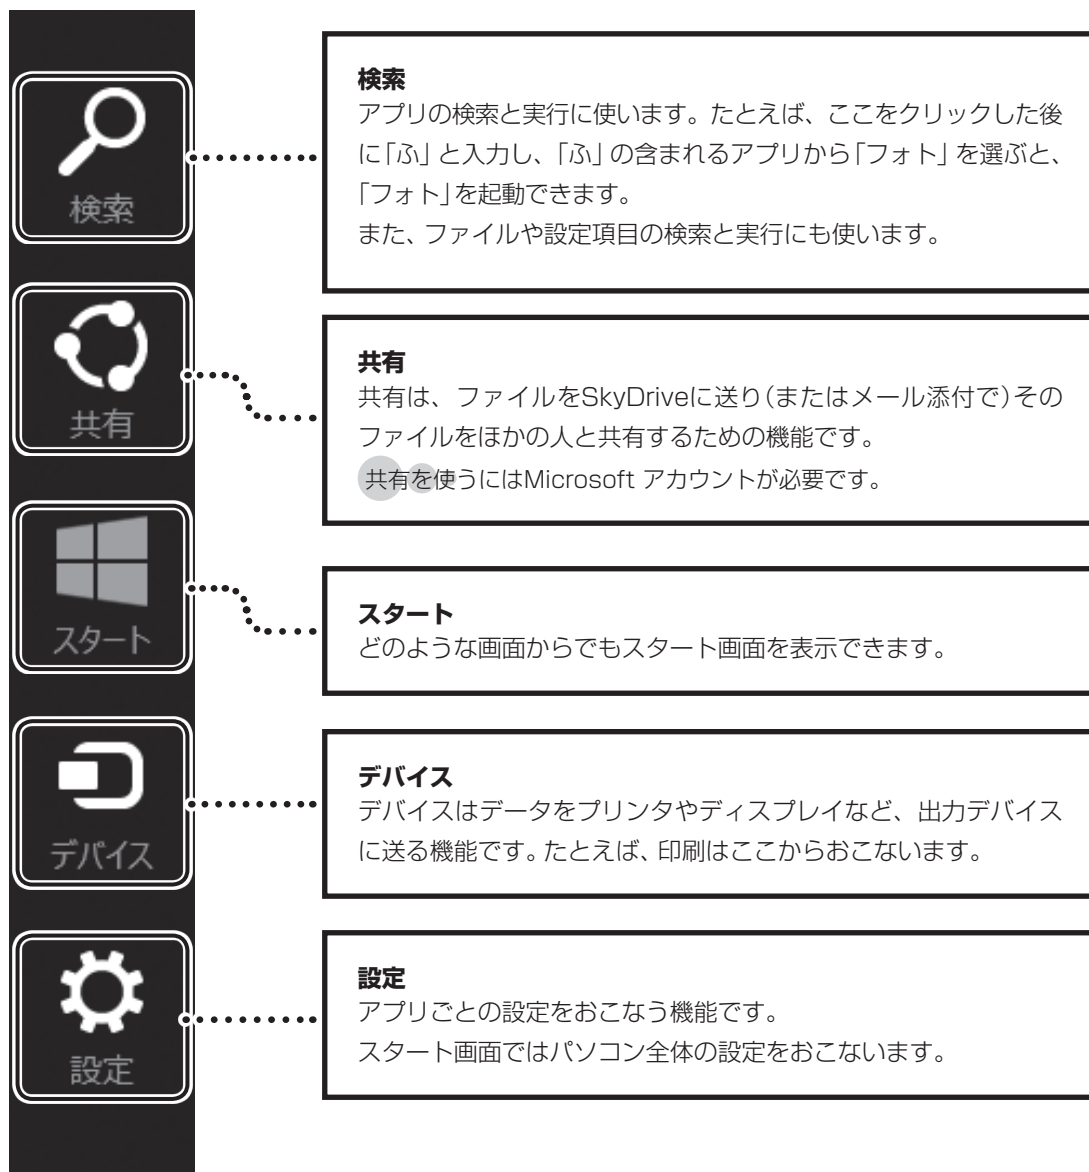 検索
検索
アプリの検索と実行に使います。たとえば、ここをクリックした後
に「ふ」と入力し、「ふ」の含まれるアプリから「フォト」を選ぶと、
「フォト」を起動できます。
また、ファイルや設定項目の検索と実行にも使います。
共有
共有
共有は、ファイルをSkyDriveに送り(またはメール添付で)その
ファイルをほかの人と共有するための機能です。
共有を使うにはMicrosoft アカウントが必要です。
スタート
スタート
どのような画面からでもスタート画面を表示できます。
デバイス
デバイス
デバイスはデータをプリンタやディスプレイなど、出力デバイス
に送る機能です。たとえば、印刷はここからおこないます。
設定
設定
アプリごとの設定をおこなう機能です。
スタート画面ではパソコン全体の設定をおこないます。